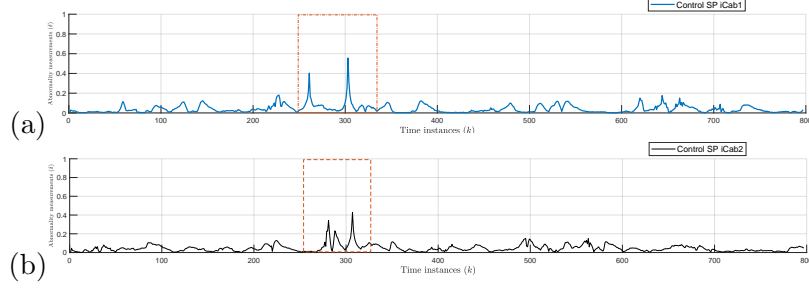 Control SP iCab1
Abnormality measurements (δ)
1
0.8
0.6
0.4
0.2
0
0 100 200 300 400 500 600 700 800
Time instances (k)
(a)
Control SP iCab2
Abnormality measurements (δ)
1
0.8
0.6
0.4
0.2
0
0 100 200 300 400 500 600 700 800
Time instances (k)
(b)